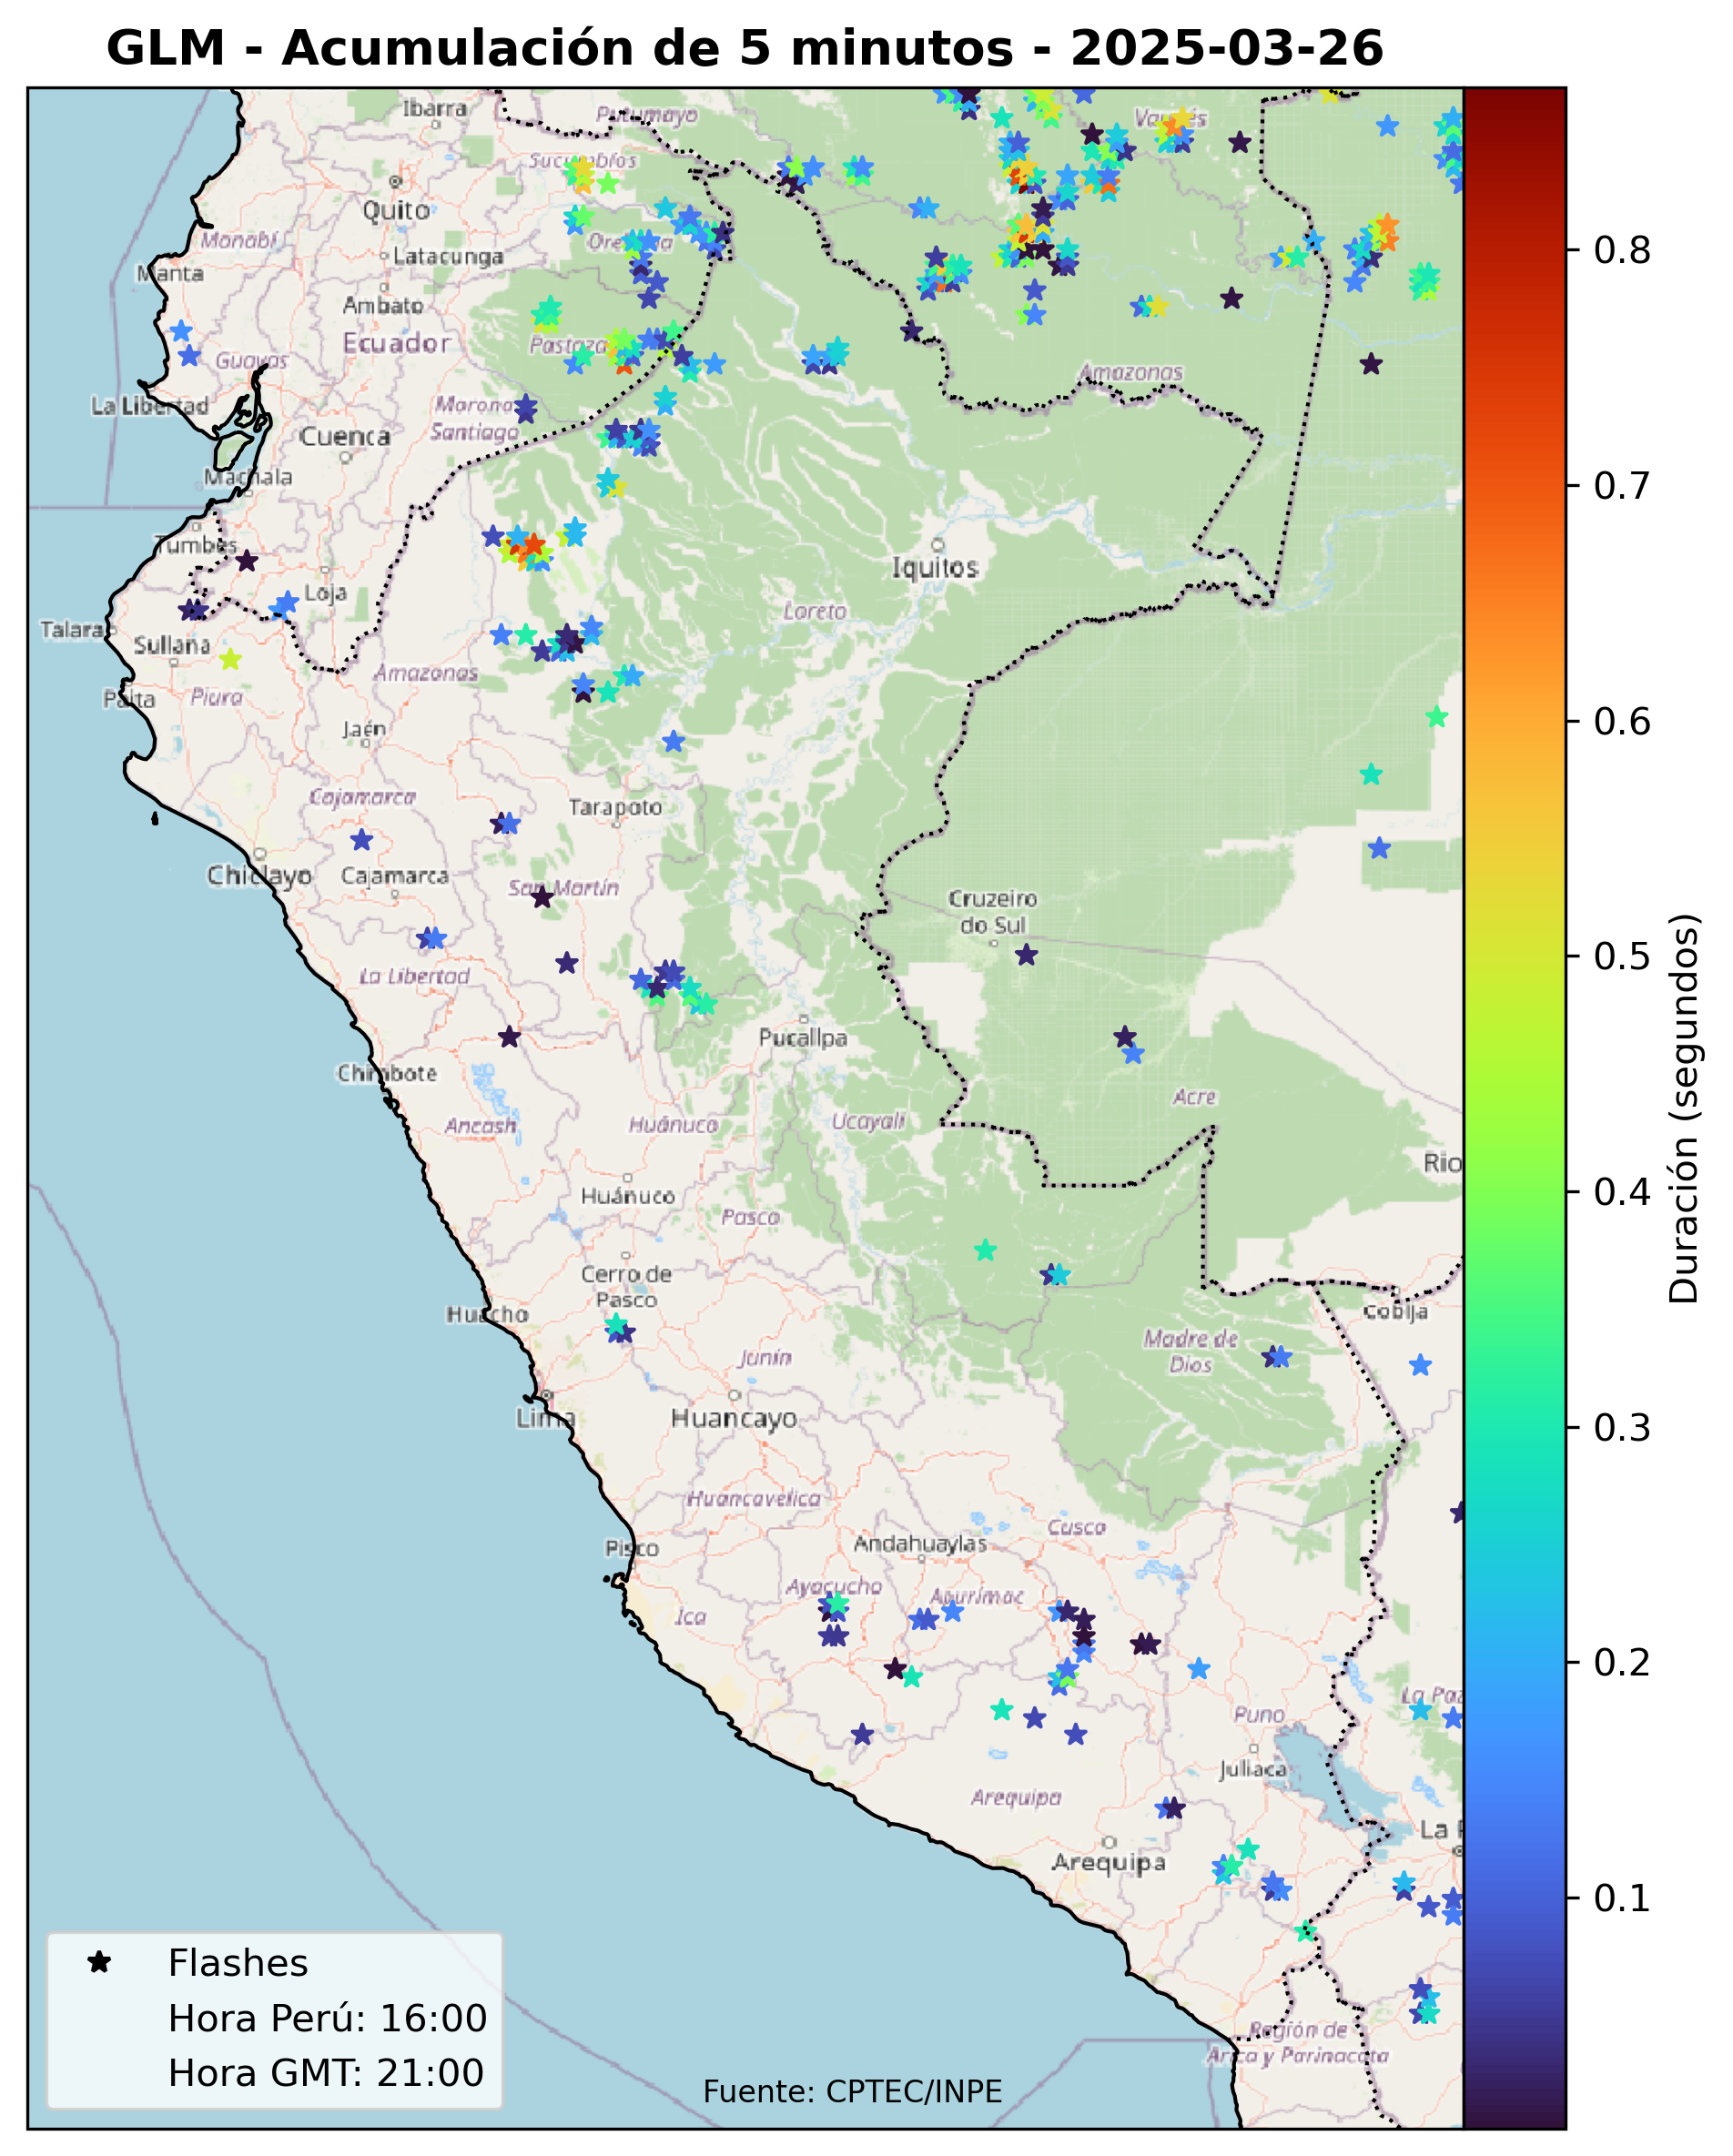 GLM - Acumulación de 5 minutos - 2025-03-26
Ibarra
Putumayo
Vaupés
Sucumbíos
Quito
Manabí
Orellana
Latacunga
Manta
Ambato
Ecuador
Pastaza
Guayas
Amazonas
La Libertad
Morona
Santiago
Cuenca
Machala
Tumbes
Iquitos
Loja
Loreto
Talara
Sullana
Amazonas
Paita
Piura
Jaén
Cajamarca
Tarapoto
Chiclayo
Cajamarca
San Martín
Cruzeiro
do Sul
La Libertad
Pucallpa
Chimbote
Acre
Ancash
Huánuco
Ucayali
Rio
Huánuco
Pasco
Cerro de
Pasco
Huacho
Cobija
Madre de
Dios
Junín
Lima
Huancayo
Huancavelica
Cusco
Pisco
Andahuaylas
Ayacucho
Apurímac
Ica
La Paz
Puno
Juliaca
Arequipa
La P
Arequipa
Región de
Arica y Parinacota
Flashes
Hora Perú: 16:00
Hora GMT: 21:00
Fuente: CPTEC/INPE
0.8
0.7
0.6
0.5
0.4
0.3
0.2
0.1
Duración (segundos)